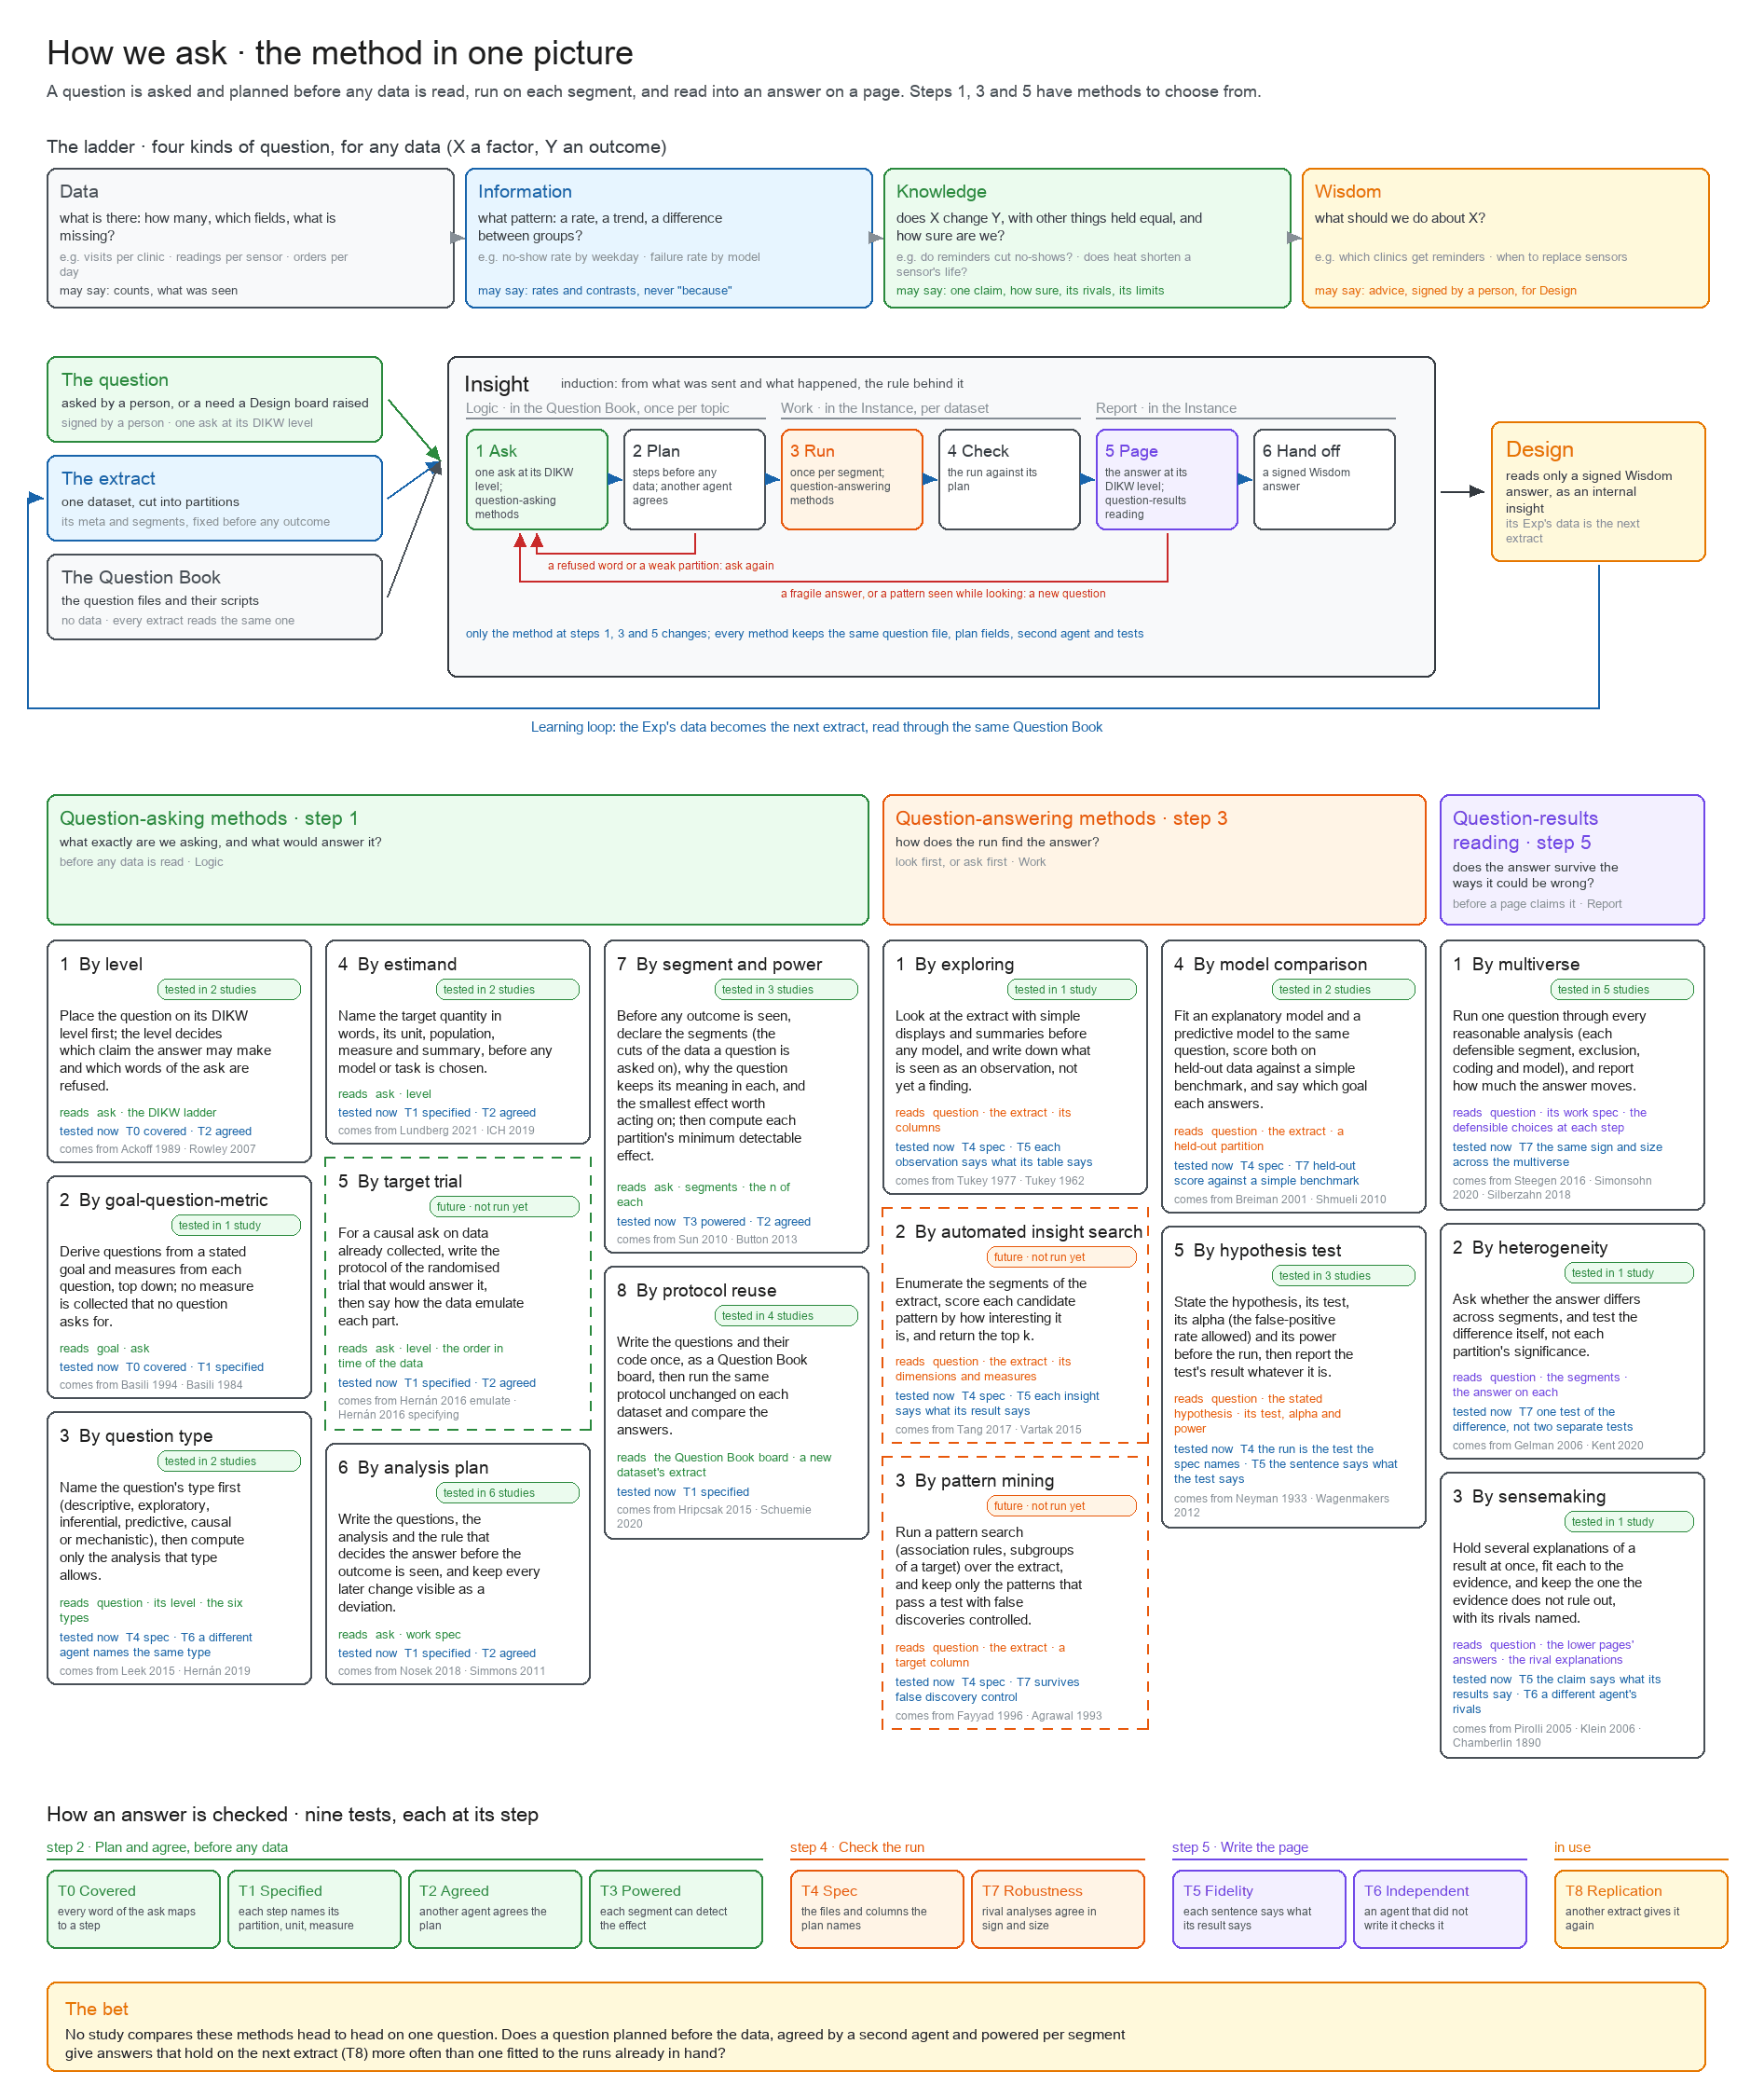 How we ask · the method in one picture
A question is asked and planned before any data is read, run on each segment, and read into an answer on a page. Steps 1, 3 and 5 have methods to choose from.
The ladder · four kinds of question, for any data (X a factor, Y an outcome)
Data
what is there: how many, which fields, what is
missing?
e.g. visits per clinic · readings per sensor · orders per
day
may say: counts, what was seen
Information
what pattern: a rate, a trend, a difference
between groups?
e.g. no-show rate by weekday · failure rate by model
may say: rates and contrasts, never "because"
Knowledge
does X change Y, with other things held equal, and
how sure are we?
e.g. do reminders cut no-shows? · does heat shorten a
sensor's life?
may say: one claim, how sure, its rivals, its limits
Wisdom
what should we do about X?
e.g. which clinics get reminders · when to replace sensors
may say: advice, signed by a person, for Design
The question
asked by a person, or a need a Design board raised
signed by a person · one ask at its DIKW level
The extract
one dataset, cut into partitions
its meta and segments, fixed before any outcome
The Question Book
the question files and their scripts
no data · every extract reads the same one
Insight
induction: from what was sent and what happened, the rule behind it
Logic · in the Question Book, once per topic
Work · in the Instance, per dataset
Report · in the Instance
1 Ask
one ask at its DIKW
level;
question-asking
methods
2 Plan
steps before any
data; another agent
agrees
3 Run
once per segment;
question-answering
methods
4 Check
the run against its
plan
5 Page
the answer at its
DIKW level;
question-results
reading
6 Hand off
a signed Wisdom
answer
a refused word or a weak partition: ask again
a fragile answer, or a pattern seen while looking: a new question
only the method at steps 1, 3 and 5 changes; every method keeps the same question file, plan fields, second agent and tests
Design
reads only a signed Wisdom
answer, as an internal
insight
its Exp's data is the next
extract
Learning loop: the Exp's data becomes the next extract, read through the same Question Book
Question-asking methods · step 1
what exactly are we asking, and what would answer it?
before any data is read · Logic
Question-answering methods · step 3
how does the run find the answer?
look first, or ask first · Work
Question-results
reading · step 5
does the answer survive the
ways it could be wrong?
before a page claims it · Report
1 By level
tested in 2 studies
Place the question on its DIKW
level first; the level decides
which claim the answer may make
and which words of the ask are
refused.
reads ask · the DIKW ladder
tested now T0 covered · T2 agreed
comes from Ackoff 1989 · Rowley 2007
2 By goal-question-metric
tested in 1 study
Derive questions from a stated
goal and measures from each
question, top down; no measure
is collected that no question
asks for.
reads goal · ask
tested now T0 covered · T1 specified
comes from Basili 1994 · Basili 1984
3 By question type
tested in 2 studies
Name the question's type first
(descriptive, exploratory,
inferential, predictive, causal
or mechanistic), then compute
only the analysis that type
allows.
reads question · its level · the six
types
tested now T4 spec · T6 a different
agent names the same type
comes from Leek 2015 · Hernán 2019
4 By estimand
tested in 2 studies
Name the target quantity in
words, its unit, population,
measure and summary, before any
model or task is chosen.
reads ask · level
tested now T1 specified · T2 agreed
comes from Lundberg 2021 · ICH 2019
5 By target trial
future · not run yet
For a causal ask on data
already collected, write the
protocol of the randomised
trial that would answer it,
then say how the data emulate
each part.
reads ask · level · the order in
time of the data
tested now T1 specified · T2 agreed
comes from Hernán 2016 emulate ·
Hernán 2016 specifying
6 By analysis plan
tested in 6 studies
Write the questions, the
analysis and the rule that
decides the answer before the
outcome is seen, and keep every
later change visible as a
deviation.
reads ask · work spec
tested now T1 specified · T2 agreed
comes from Nosek 2018 · Simmons 2011
7 By segment and power
tested in 3 studies
Before any outcome is seen,
declare the segments (the
cuts of the data a question is
asked on), why the question
keeps its meaning in each, and
the smallest effect worth
acting on; then compute each
partition's minimum detectable
effect.
reads ask · segments · the n of
each
tested now T3 powered · T2 agreed
comes from Sun 2010 · Button 2013
8 By protocol reuse
tested in 4 studies
Write the questions and their
code once, as a Question Book
board, then run the same
protocol unchanged on each
dataset and compare the
answers.
reads the Question Book board · a new
dataset's extract
tested now T1 specified
comes from Hripcsak 2015 · Schuemie
2020
1 By exploring
tested in 1 study
Look at the extract with simple
displays and summaries before
any model, and write down what
is seen as an observation, not
yet a finding.
reads question · the extract · its
columns
tested now T4 spec · T5 each
observation says what its table says
comes from Tukey 1977 · Tukey 1962
2 By automated insight search
future · not run yet
Enumerate the segments of the
extract, score each candidate
pattern by how interesting it
is, and return the top k.
reads question · the extract · its
dimensions and measures
tested now T4 spec · T5 each insight
says what its result says
comes from Tang 2017 · Vartak 2015
3 By pattern mining
future · not run yet
Run a pattern search
(association rules, subgroups
of a target) over the extract,
and keep only the patterns that
pass a test with false
discoveries controlled.
reads question · the extract · a
target column
tested now T4 spec · T7 survives
false discovery control
comes from Fayyad 1996 · Agrawal 1993
4 By model comparison
tested in 2 studies
Fit an explanatory model and a
predictive model to the same
question, score both on
held-out data against a simple
benchmark, and say which goal
each answers.
reads question · the extract · a
held-out partition
tested now T4 spec · T7 held-out
score against a simple benchmark
comes from Breiman 2001 · Shmueli 2010
5 By hypothesis test
tested in 3 studies
State the hypothesis, its test,
its alpha (the false-positive
rate allowed) and its power
before the run, then report the
test's result whatever it is.
reads question · the stated
hypothesis · its test, alpha and
power
tested now T4 the run is the test the
spec names · T5 the sentence says what
the test says
comes from Neyman 1933 · Wagenmakers
2012
1 By multiverse
tested in 5 studies
Run one question through every
reasonable analysis (each
defensible segment, exclusion,
coding and model), and report
how much the answer moves.
reads question · its work spec · the
defensible choices at each step
tested now T7 the same sign and size
across the multiverse
comes from Steegen 2016 · Simonsohn
2020 · Silberzahn 2018
2 By heterogeneity
tested in 1 study
Ask whether the answer differs
across segments, and test the
difference itself, not each
partition's significance.
reads question · the segments ·
the answer on each
tested now T7 one test of the
difference, not two separate tests
comes from Gelman 2006 · Kent 2020
3 By sensemaking
tested in 1 study
Hold several explanations of a
result at once, fit each to the
evidence, and keep the one the
evidence does not rule out,
with its rivals named.
reads question · the lower pages'
answers · the rival explanations
tested now T5 the claim says what its
results say · T6 a different agent's
rivals
comes from Pirolli 2005 · Klein 2006 ·
Chamberlin 1890
How an answer is checked · nine tests, each at its step
step 2 · Plan and agree, before any data
T0 Covered
every word of the ask maps
to a step
T1 Specified
each step names its
partition, unit, measure
T2 Agreed
another agent agrees the
plan
T3 Powered
each segment can detect
the effect
step 4 · Check the run
T4 Spec
the files and columns the
plan names
T7 Robustness
rival analyses agree in
sign and size
step 5 · Write the page
T5 Fidelity
each sentence says what
its result says
T6 Independent
an agent that did not
write it checks it
in use
T8 Replication
another extract gives it
again
The bet
No study compares these methods head to head on one question. Does a question planned before the data, agreed by a second agent and powered per segment
give answers that hold on the next extract (T8) more often than one fitted to the runs already in hand?